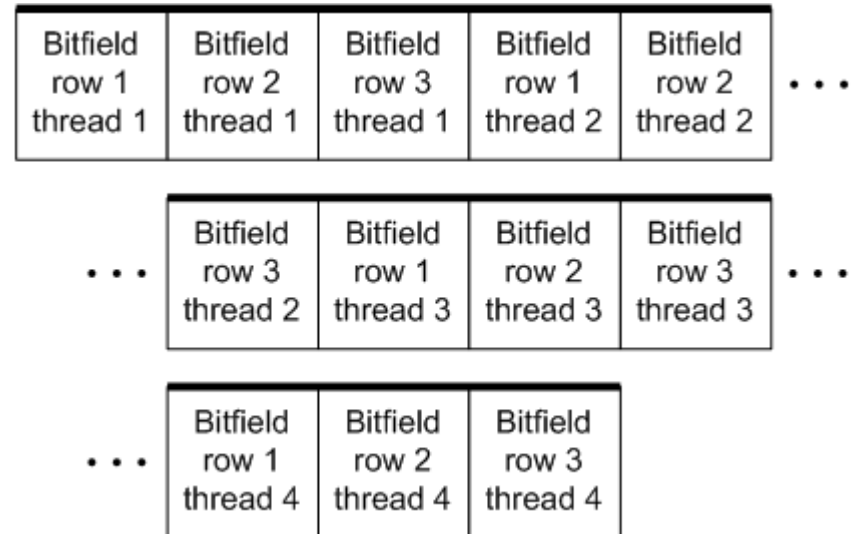 Bitfield row 1 thread 1
Bitfield row 2 thread 1
Bitfield row 3 thread 1
Bitfield row 1 thread 2
Bitfield row 2 thread 2
• • •
• • •
Bitfield row 3 thread 2
Bitfield row 1 thread 3
Bitfield row 2 thread 3
Bitfield row 3 thread 3
• • •
• • •
Bitfield row 1 thread 4
Bitfield row 2 thread 4
Bitfield row 3 thread 4